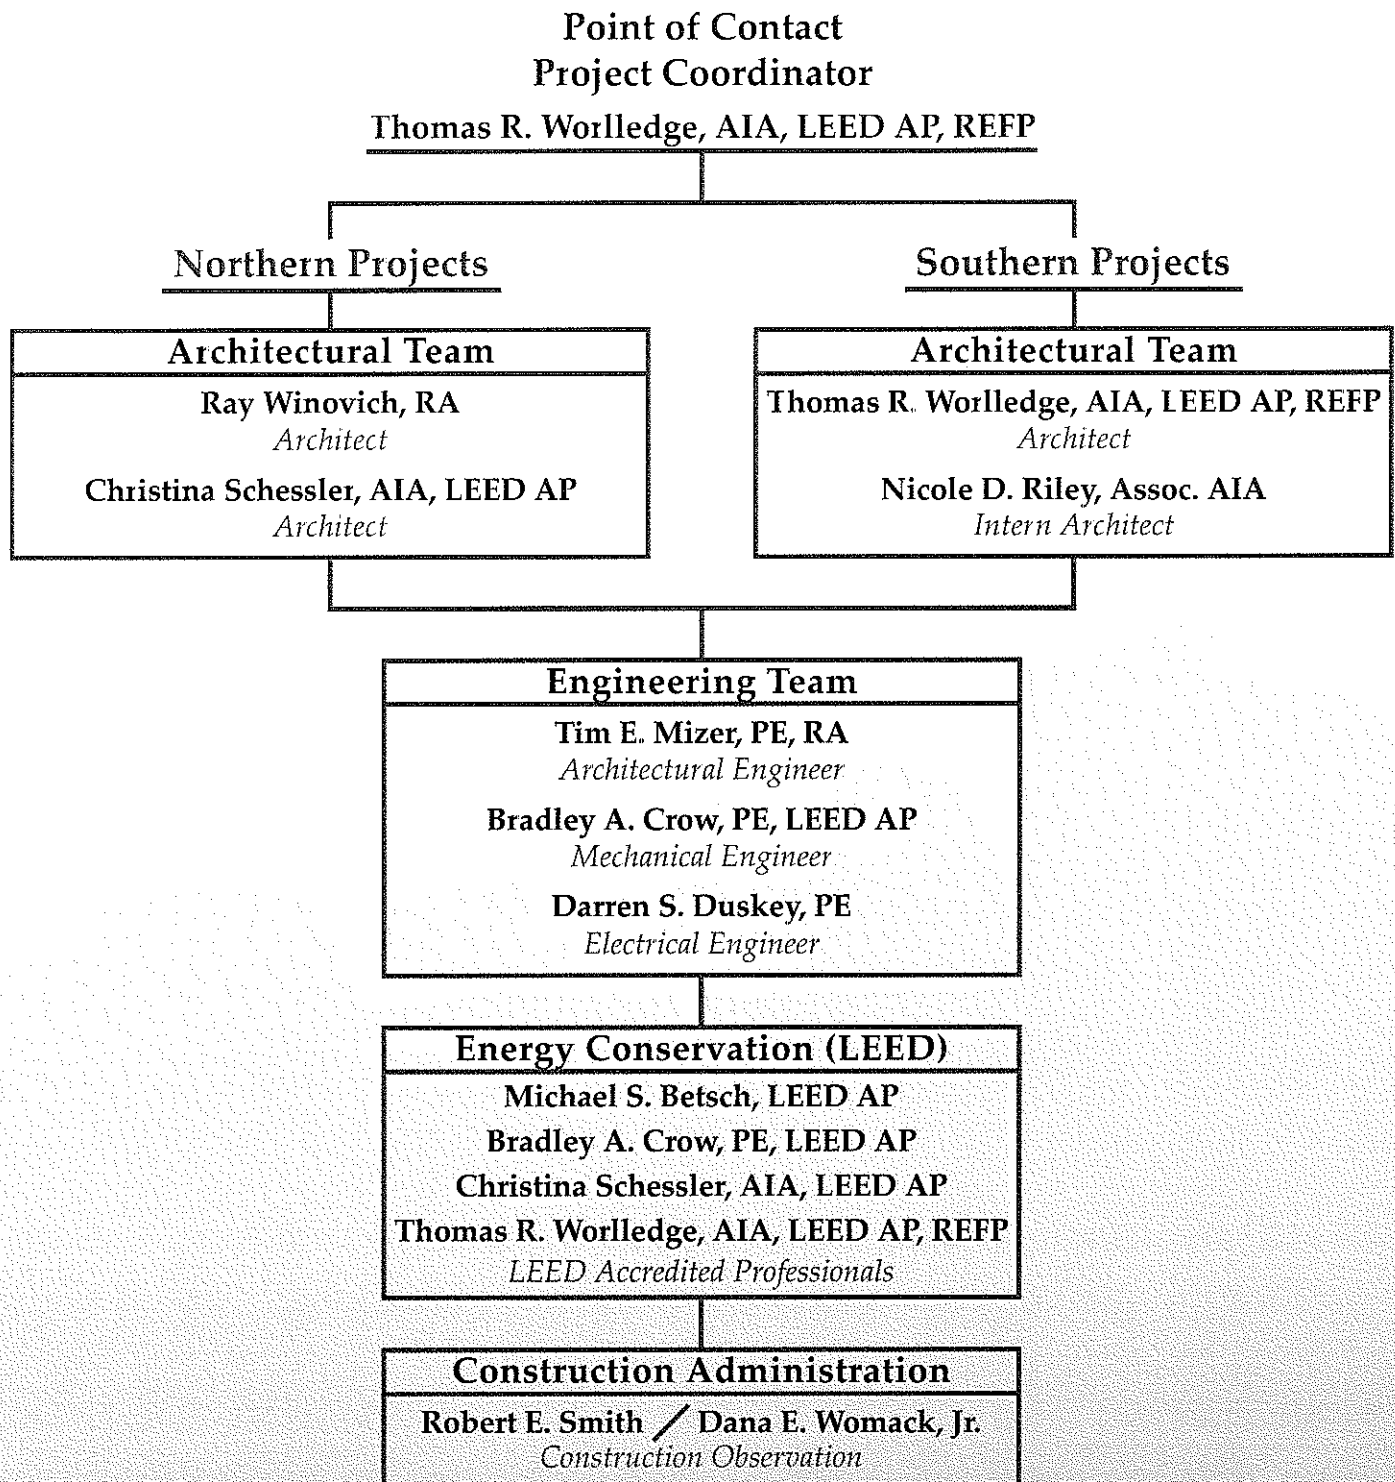 Point of Contact
Project Coordinator
Thomas R. Worlledge, AIA, LEED AP, REFP
Northern Projects
Southern Projects
Architectural Team
Ray Winovich, RA
Architect
Christina Schessler, AIA, LEED AP
Architect
Architectural Team
Thomas R. Worlledge, AIA, LEED AP, REFP
Architect
Nicole D. Riley, Assoc. AIA
Intern Architect
Engineering Team
Tim E. Mizer, PE, RA
Architectural Engineer
Bradley A. Crow, PE, LEED AP
Mechanical Engineer
Darren S. Duskey, PE
Electrical Engineer
Energy Conservation (LEED)
Michael S. Betsch, LEED AP
Bradley A. Crow, PE, LEED AP
Christina Schessler, AIA, LEED AP
Thomas R. Worlledge, AIA, LEED AP, REFP
LEED Accredited Professionals
Construction Administration
Robert E. Smith / Dana E. Womack, Jr.
Construction Observation